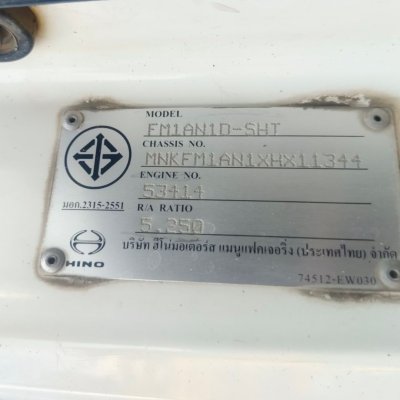 MODEL
FM1AN1D-SHT
CHASSIS NO.
MNKFM1AN1XHX11344
ENGINE NO.
53414
มอก.2315-2551
R/A RATIO
5.250
HINO
บริษัท ฮีโน่มอเตอร์ส แมนูแฟคเจอริ่ง (ประเทศไทย) จำกัด
74512-EW030